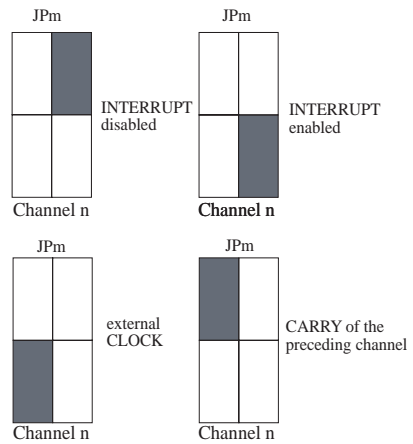 JPm
JPm
INTERRUPT
disabled
INTERRUPT
enabled
Channel n
Channel n
JPm
JPm
external
CLOCK
CARRY of the
preceding channel
Channel n
Channel n